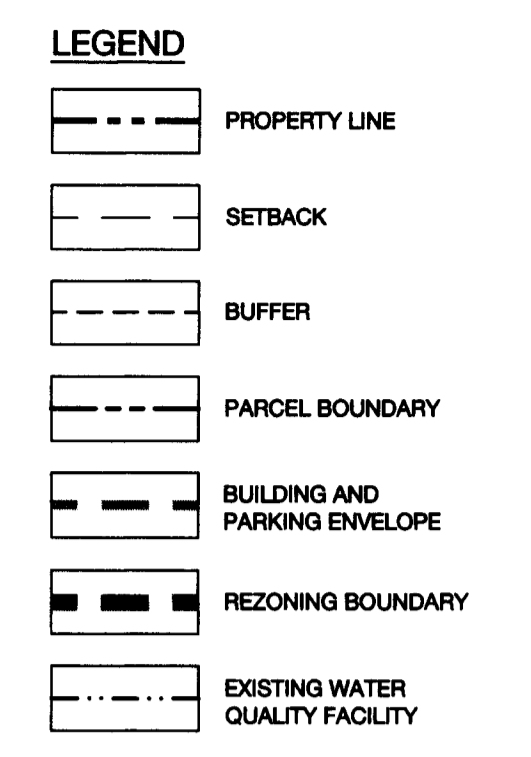 LEGEND
PROPERTY LINE
SETBACK
BUFFER
PARCEL BOUNDARY
BUILDING AND
PARKING ENVELOPE
REZONING BOUNDARY
EXISTING WATER
QUALITY FACILITY